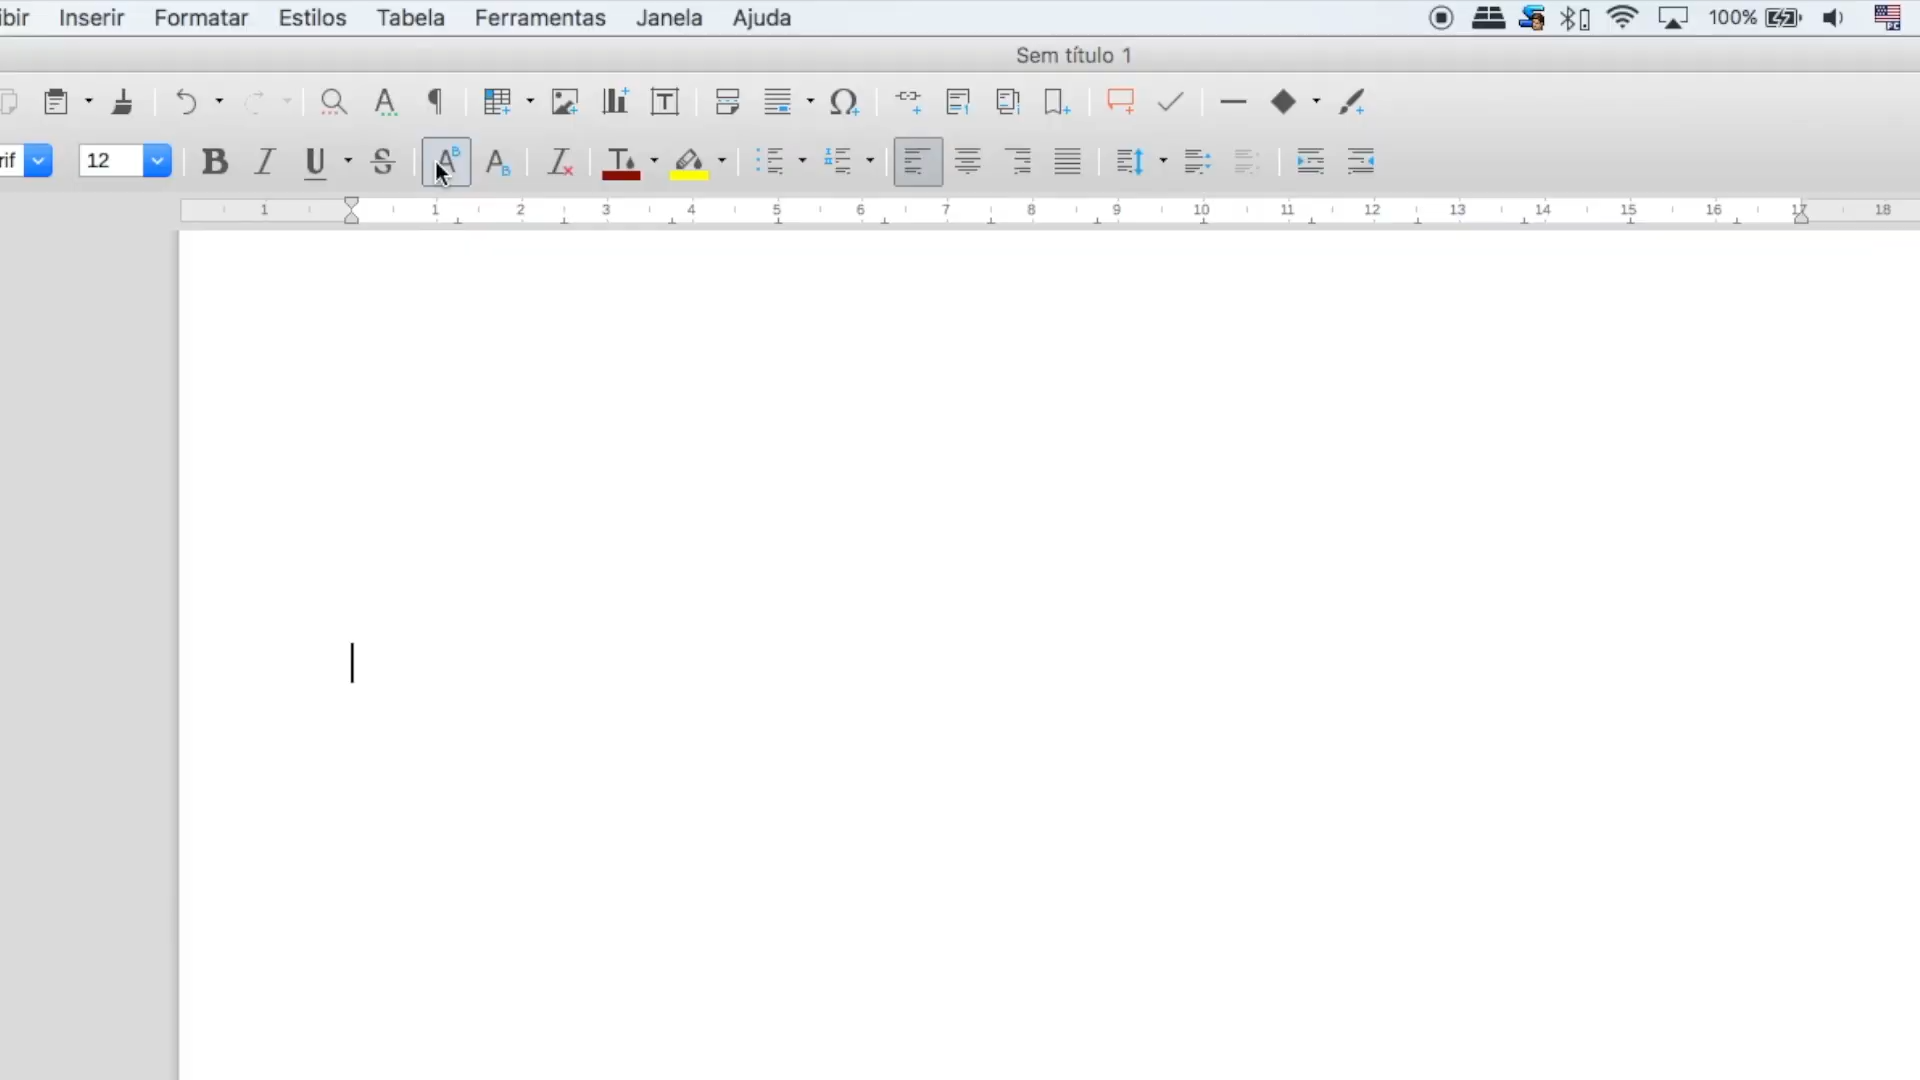 ibir Inserir Formatar Estilos Tabela Ferramentas Janela Ajuda 100%
Sem título 1
rif 12
1 1 2 3 4 5 6 7 8 9 10 11 12 13 14 15 16 17 18